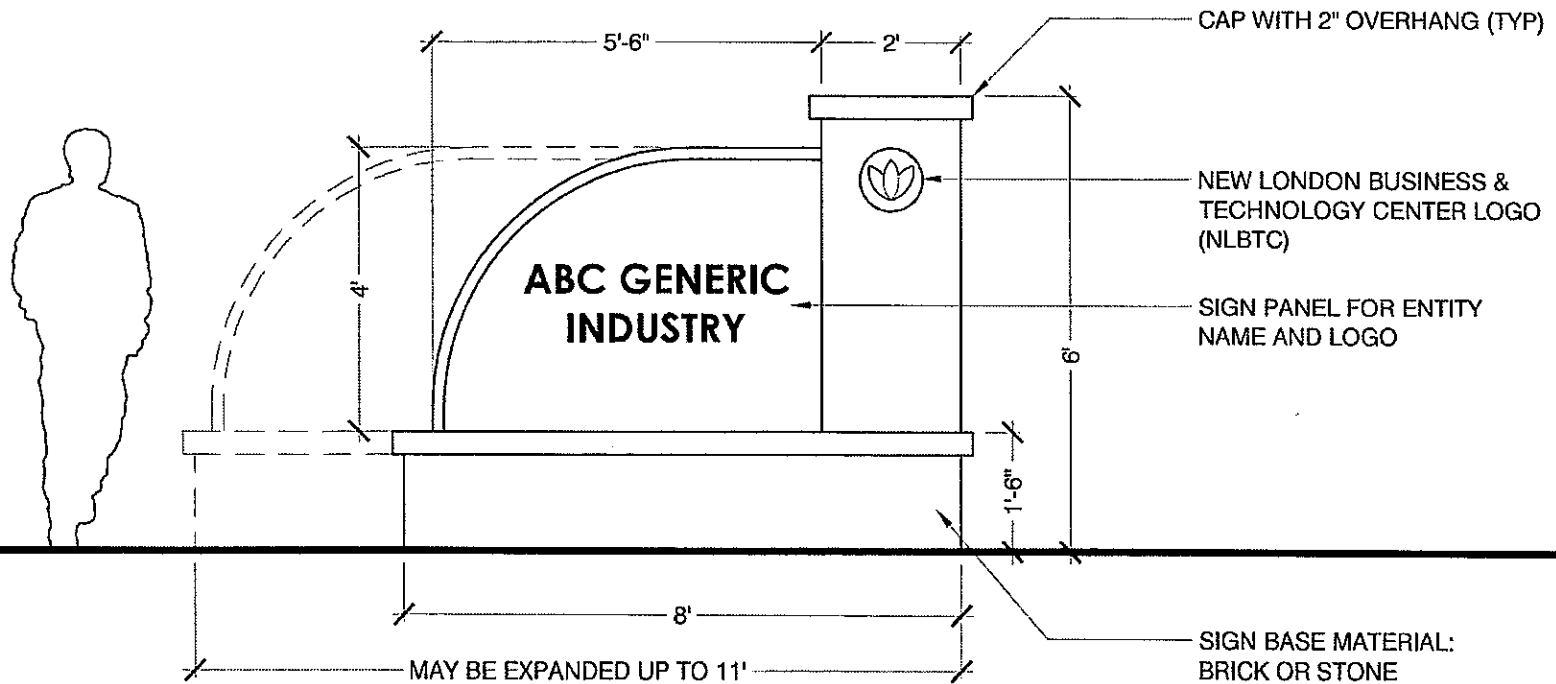 CAP WITH 2" OVERHANG (TYP)
5'-6"
2'
NEW LONDON BUSINESS &
TECHNOLOGY CENTER LOGO
(NLBTC)
4'
ABC GENERIC
INDUSTRY
SIGN PANEL FOR ENTITY
NAME AND LOGO
6'
1'-6"
8'
SIGN BASE MATERIAL:
BRICK OR STONE
MAY BE EXPANDED UP TO 11'